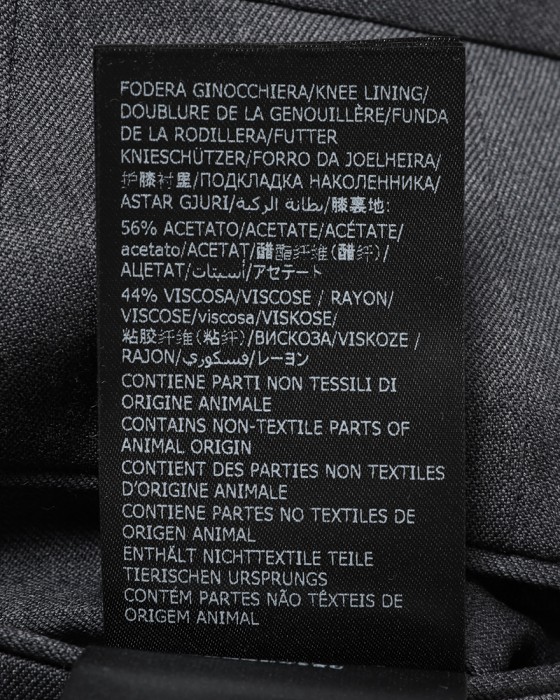 FODERA GINOCCHIERA/KNEE LINING/
DOUBLURE DE LA GENOUILLÈRE/FUNDA
DE LA RODILLERA/FUTTER
KNIESCHÜTZER/FORRO DA JOELHEIRA/
护膝衬里/ПОДКЛАДКА НАКОЛЕННИКА/
ASTAR GJURI/بطانة الركبة/膝裏地:
56% ACETATO/ACETATE/ACÉTATE/
acetato/ACETAT/醋酯纤维(醋纤)/
АЦЕТАТ/أسيتات/アセテート
44% VISCOSA/VISCOSE / RAYON/
VISCOSE/viscosa/VISKOSE/
粘胶纤维(粘纤)/ВИСКОЗА/VISKOZE /
RAJON/فسكوري/レーヨン
CONTIENE PARTI NON TESSILI DI
ORIGINE ANIMALE
CONTAINS NON-TEXTILE PARTS OF
ANIMAL ORIGIN
CONTIENT DES PARTIES NON TEXTILES
D'ORIGINE ANIMALE
CONTIENE PARTES NO TEXTILES DE
ORIGEN ANIMAL
ENTHÄLT NICHTTEXTILE TEILE
TIERISCHEN URSPRUNGS
CONTÉM PARTES NÃO TÊXTEIS DE
ORIGEM ANIMAL